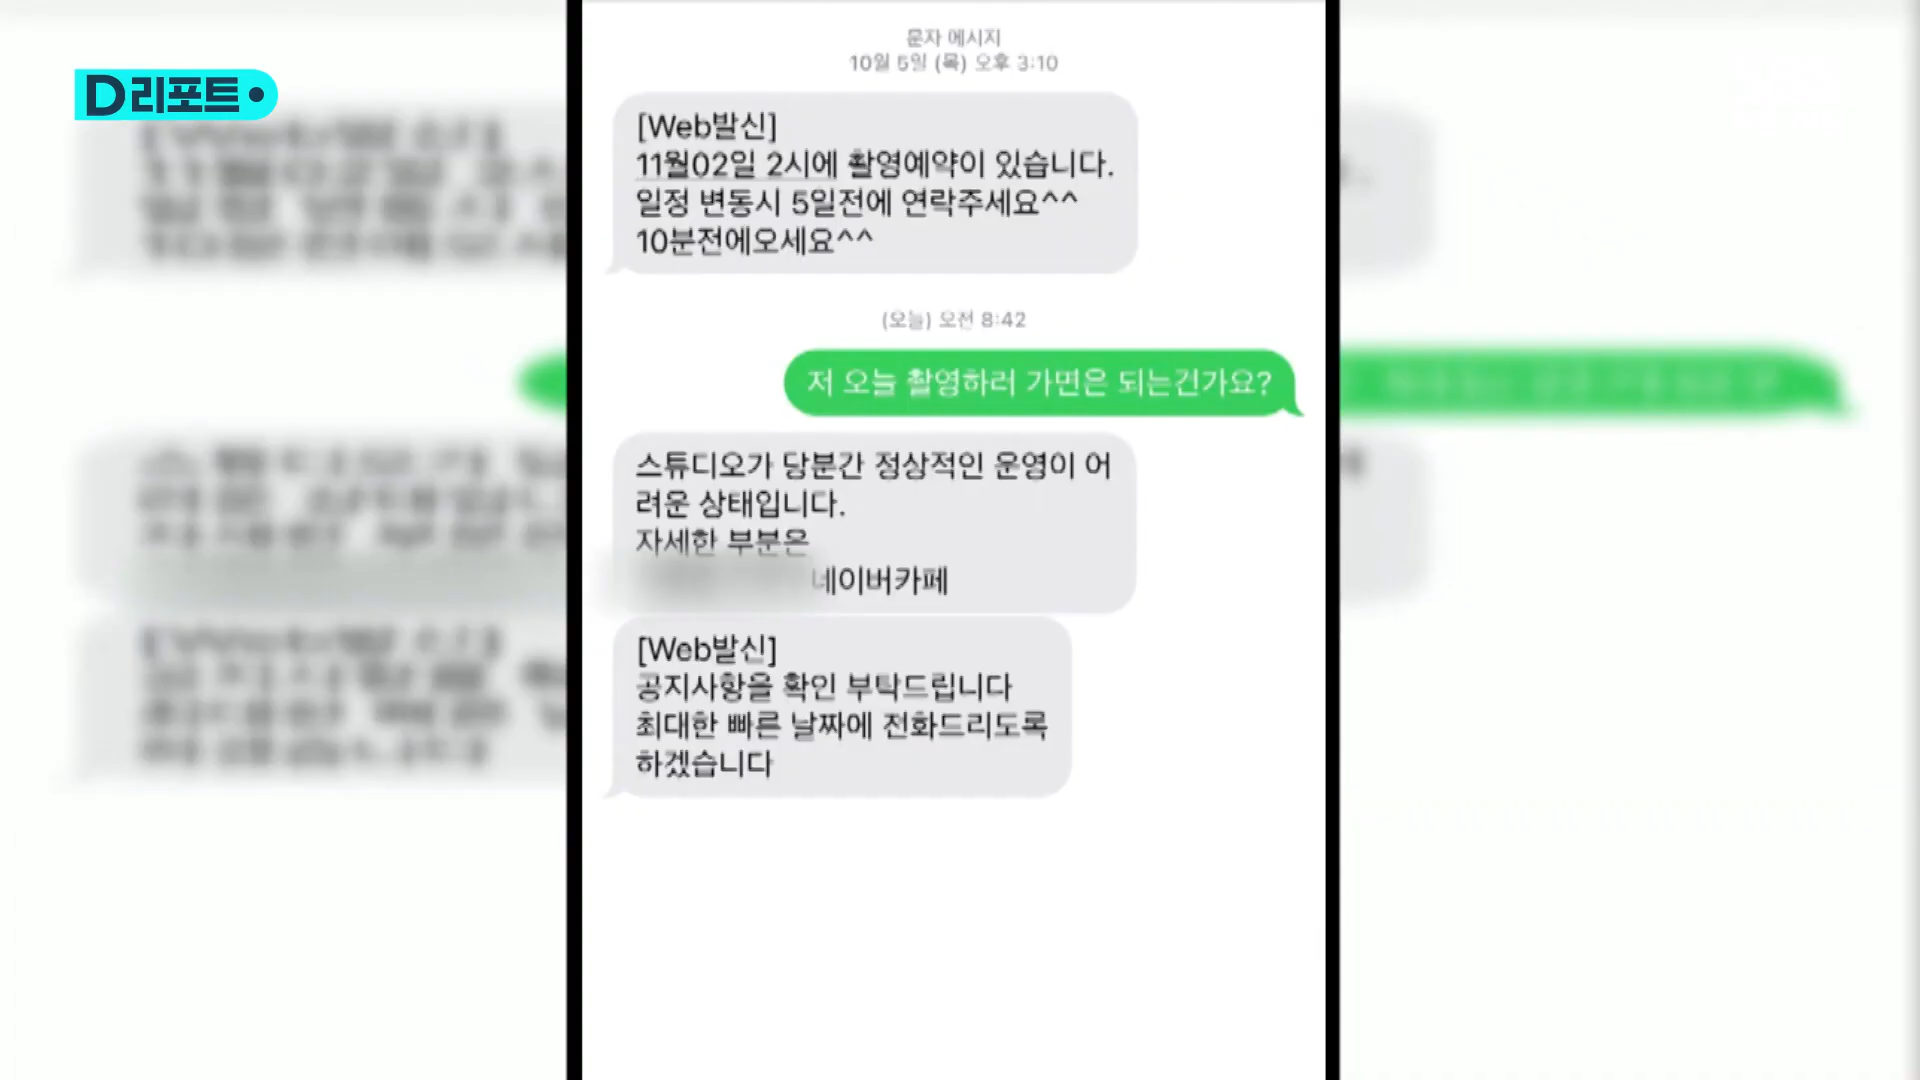 D리포트
문자 메시지
10월 5일 (목) 오후 3:10
[Web발신]
11월02일 2시에 촬영예약이 있습니다.
일정 변동시 5일전에 연락주세요^^
10분전에오세요^^
(오늘) 오전 8:42
저 오늘 촬영하러 가면은 되는건가요?
스튜디오가 당분간 정상적인 운영이 어
려운 상태입니다.
자세한 부분은
네이버카페
[Web발신]
공지사항을 확인 부탁드립니다
최대한 빠른 날짜에 전화드리도록
하겠습니다